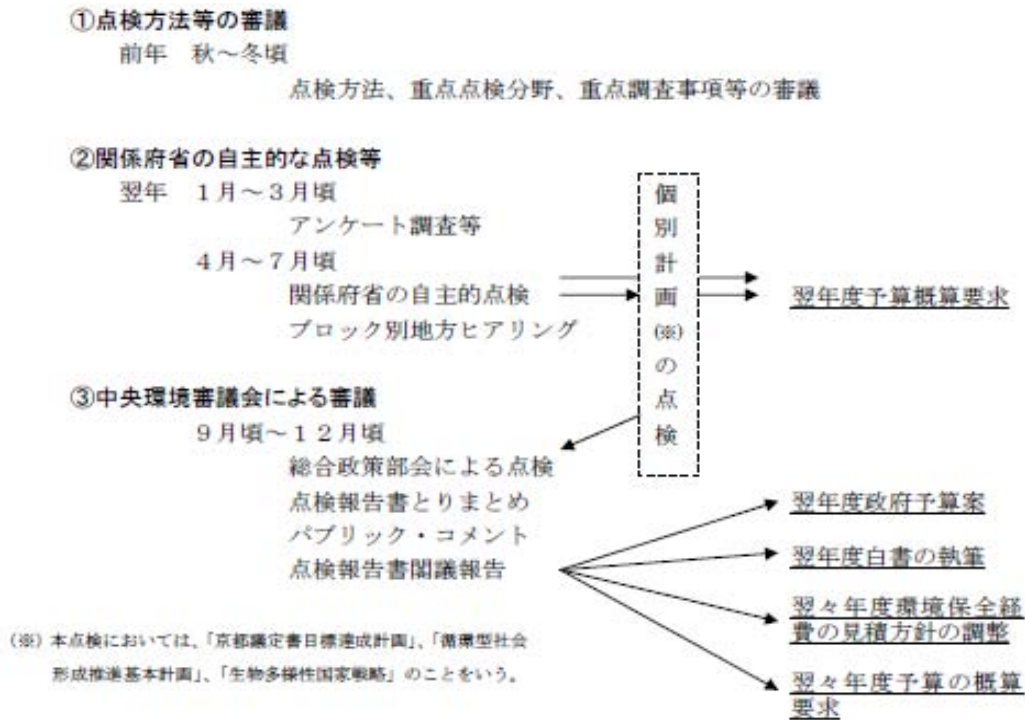 ①点検方法等の審議
前年　秋～冬頃
点検方法、重点点検分野、重点調査事項等の審議
②関係府省の自主的な点検等
翌年　１月～３月頃
アンケート調査等
４月～７月頃
関係府省の自主的点検
ブロック別地方ヒアリング
個別計画(※)の点検
翌年度予算概算要求
③中央環境審議会による審議
９月頃～１２月頃
総合政策部会による点検
点検報告書とりまとめ
パブリック・コメント
点検報告書閣議報告
翌年度政府予算案
翌年度白書の執筆
翌々年度環境保全経
費の見積方針の調整
翌々年度予算の概算
要求
(※) 本点検においては、「京都議定書目標達成計画」、「循環型社会
形成推進基本計画」、「生物多様性国家戦略」のことをいう。